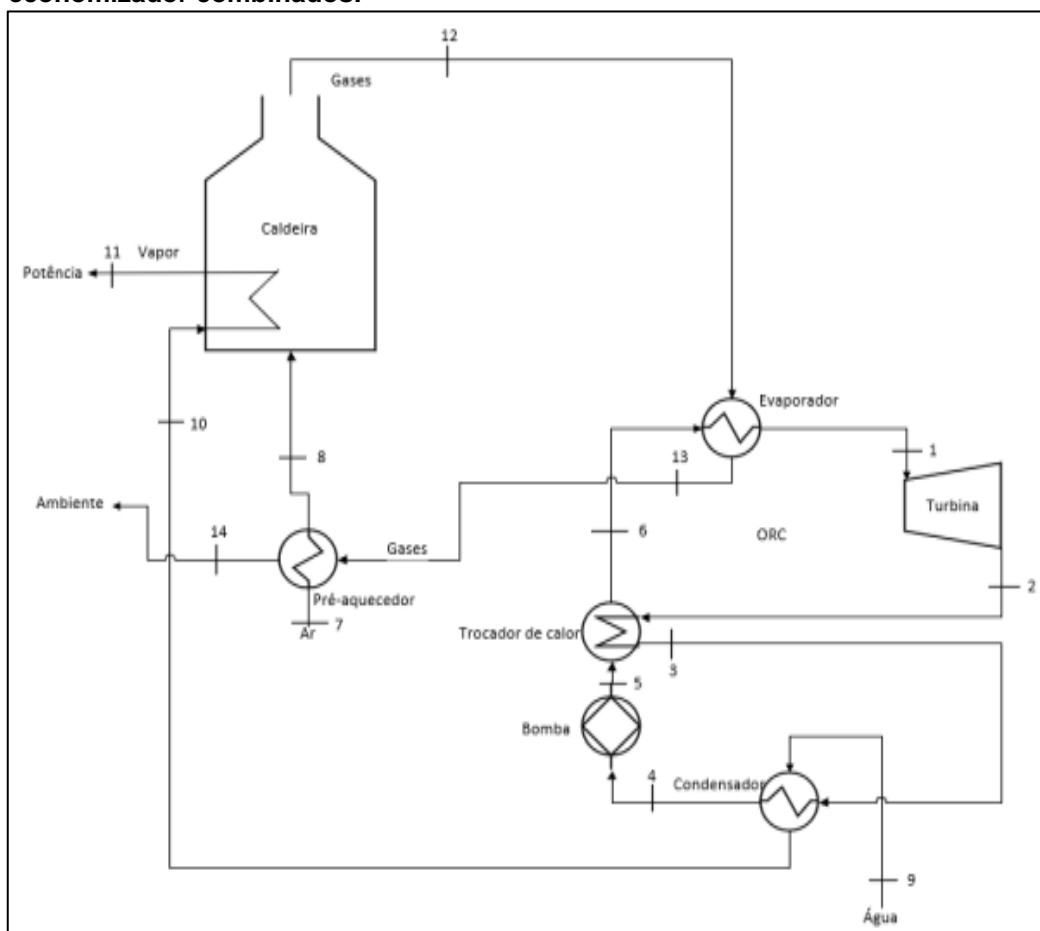 economizador combinados.
12
Gases
Caldeira
11 Vapor
Potência
Evaporador
10
1
8
13
Turbina
Ambiente
14
Gases
6
ORC
Pré-aquecedor
2
Ar
7
Trocador de calor
3
5
Bomba
4
Condensador
9
Água